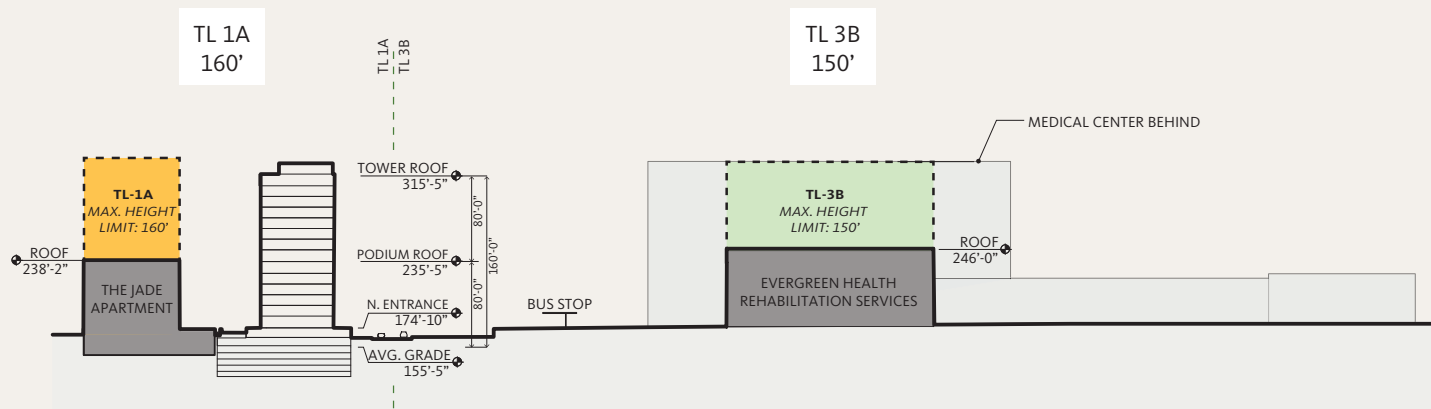 TL 1A
160’
TL 1A
TL 3B
TL 3B
150’
MEDICAL CENTER BEHIND
TOWER ROOF
315’-5”
TL-1A
MAX. HEIGHT
LIMIT: 160’
TL-3B
MAX. HEIGHT
LIMIT: 150’
80’-0”
160’-0”
ROOF
238’-2”
PODIUM ROOF
235’-5”
ROOF
246’-0”
THE JADE
APARTMENT
EVERGREEN HEALTH
REHABILITATION SERVICES
N. ENTRANCE
174’-10”
80’-0”
BUS STOP
AVG. GRADE
155’-5”